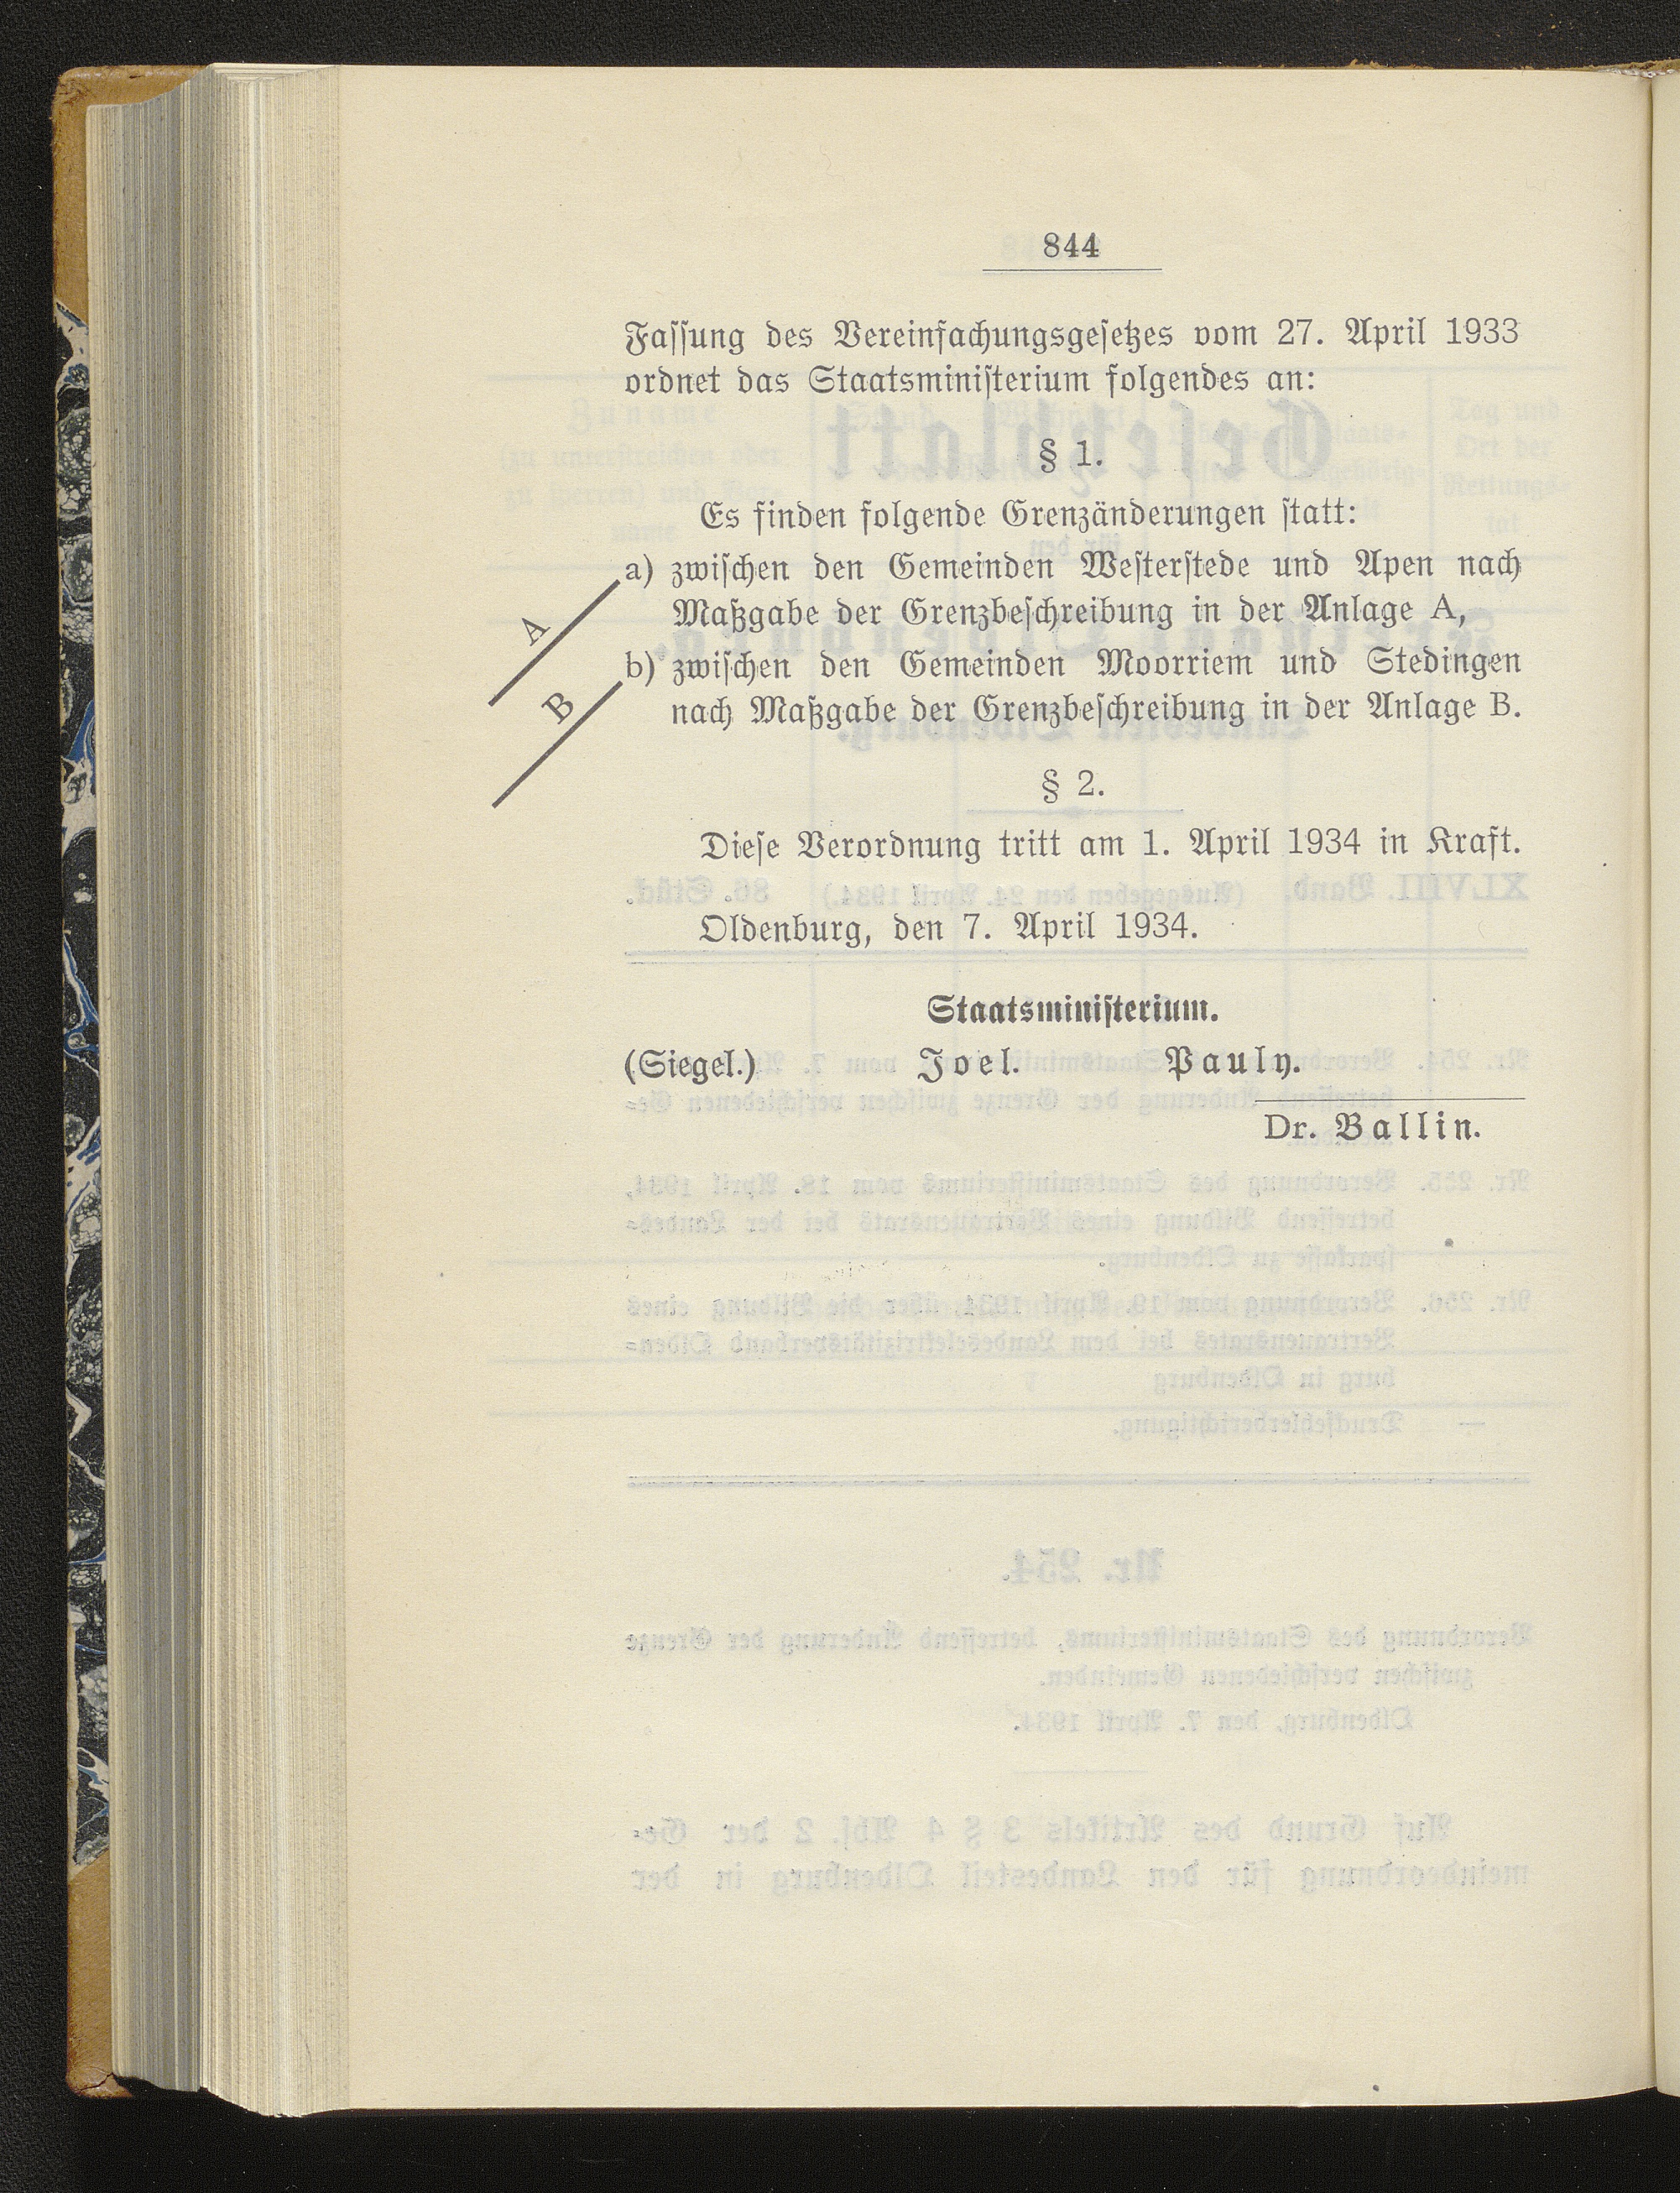 844
Fassung des Vereinfachungsgesetzes vom 27. April 1933
ordnet das Staatsministerium folgendes an:
§ 1.
Es finden folgende Grenzänderungen statt:
a) zwischen den Gemeinden Westerstede und Apen nach
Maßgabe der Grenzbeschreibung in der Anlage A,
A
b) zwischen den Gemeinden Moorriem und Stedingen
nach Maßgabe der Grenzbeschreibung in der Anlage B.
B
§ 2.
Diese Verordnung tritt am 1. April 1934 in Kraft.
Oldenburg, den 7. April 1934.
Staatsministerium.
(Siegel.) Joel. Pauly.
Dr. Ballin.